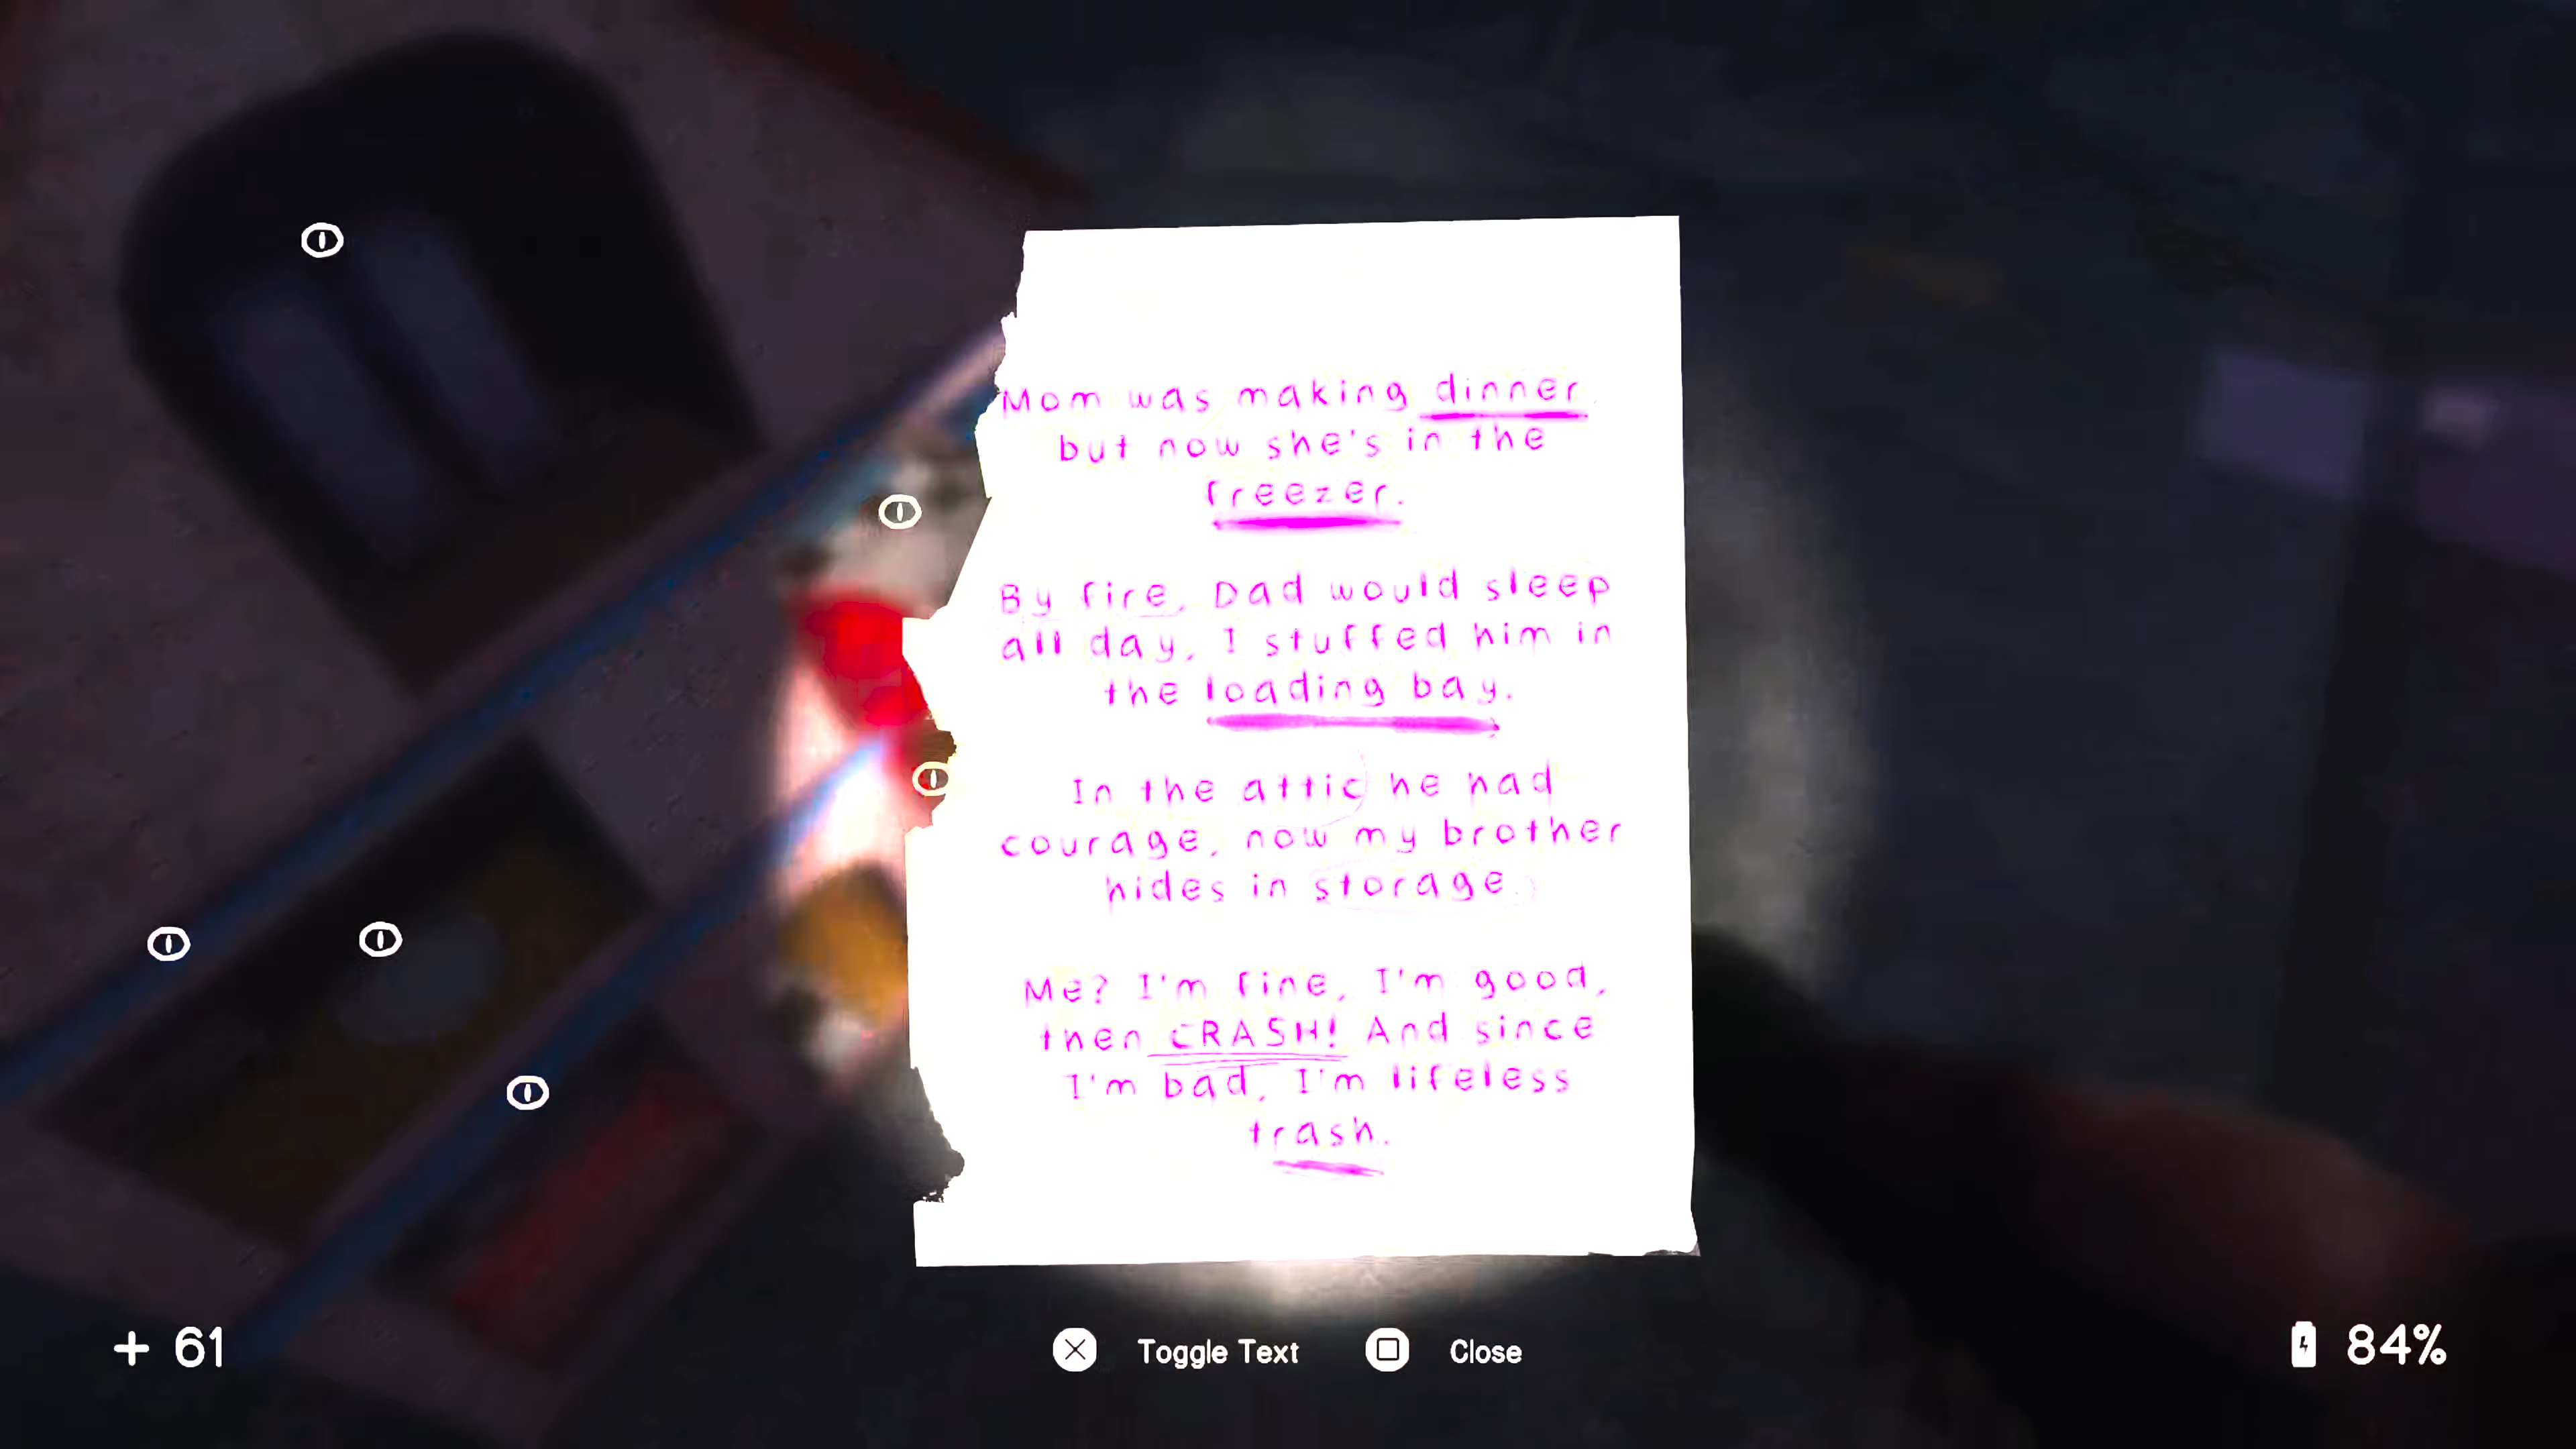 Mom was making dinner
but now she's in the
freezer.
By fire, Dad would sleep
all day, I stuffed him in
the loading bay.
In the attic he had
courage, now my brother
hides in storage.
Me? I'm fine, I'm good,
then CRASH! And since
I'm bad, I'm lifeless
trash.
+ 61
Toggle Text
Close
84%